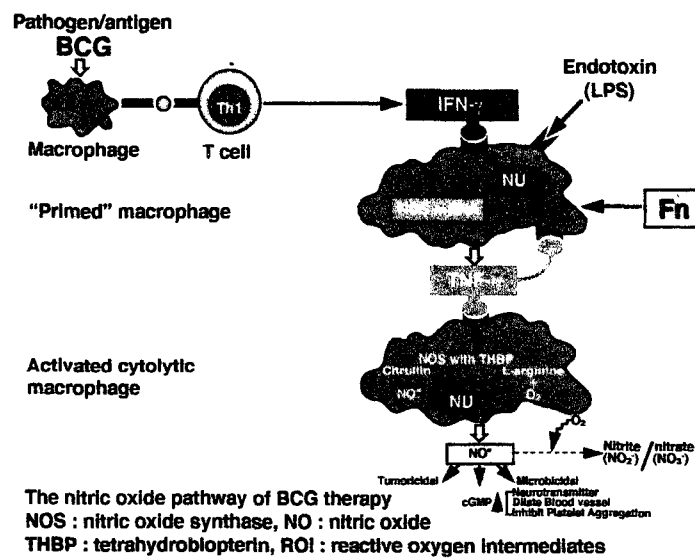 Pathogen/antigen
BCG
Macrophage
Th1
T cell
IFN-γ
Endotoxin
(LPS)
NU
"Primed" macrophage
Fn
TNF-α
Activated cytolytic
macrophage
NOS with THBP
Citrullin
L-arginine
+
NO°
NU
O₂
O₂
NO°
Nitrite/nitrate
(NO₂⁻)/(NO₃⁻)
Tumoricidal
Microbicidal
cGMP
Neurotransmitter
Dilate Blood vessel
Inhibit Platelet Aggregation
The nitric oxide pathway of BCG therapy
NOS : nitric oxide synthase, NO : nitric oxide
THBP : tetrahydrobiopterin, ROI : reactive oxygen intermediates